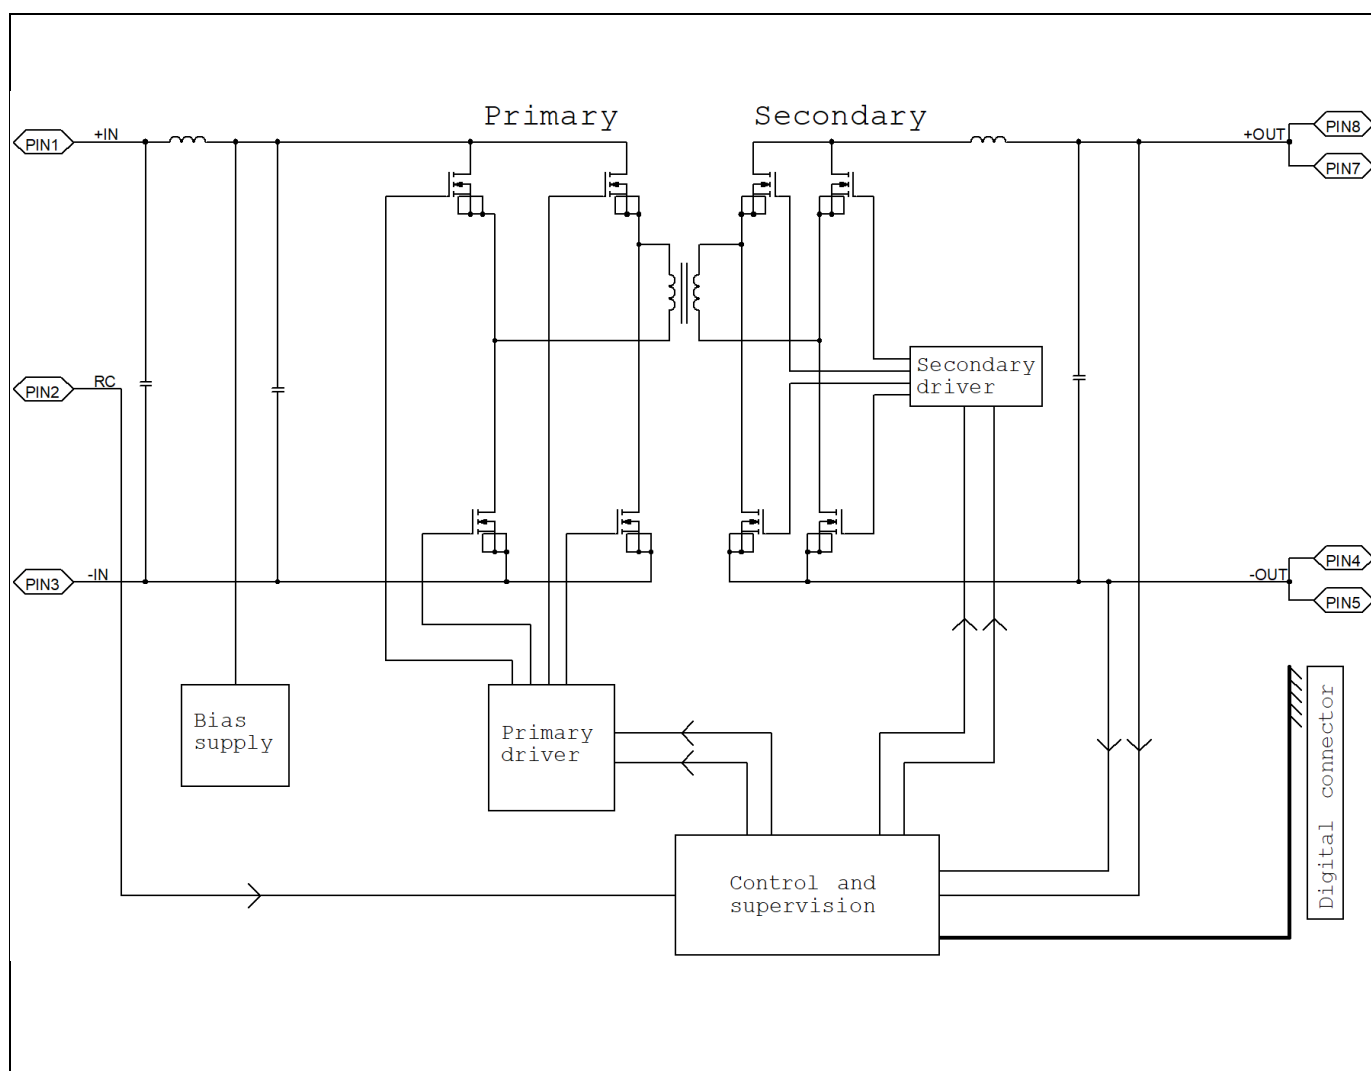 Primary
Secondary
PIN8
+IN
+OUT
PIN1
PIN7
Secondary
driver
RC
PIN2
-IN
-OUT
PIN4
PIN3
PIN5
Bias
supply
Primary
driver
Digital connector
Control and
supervision